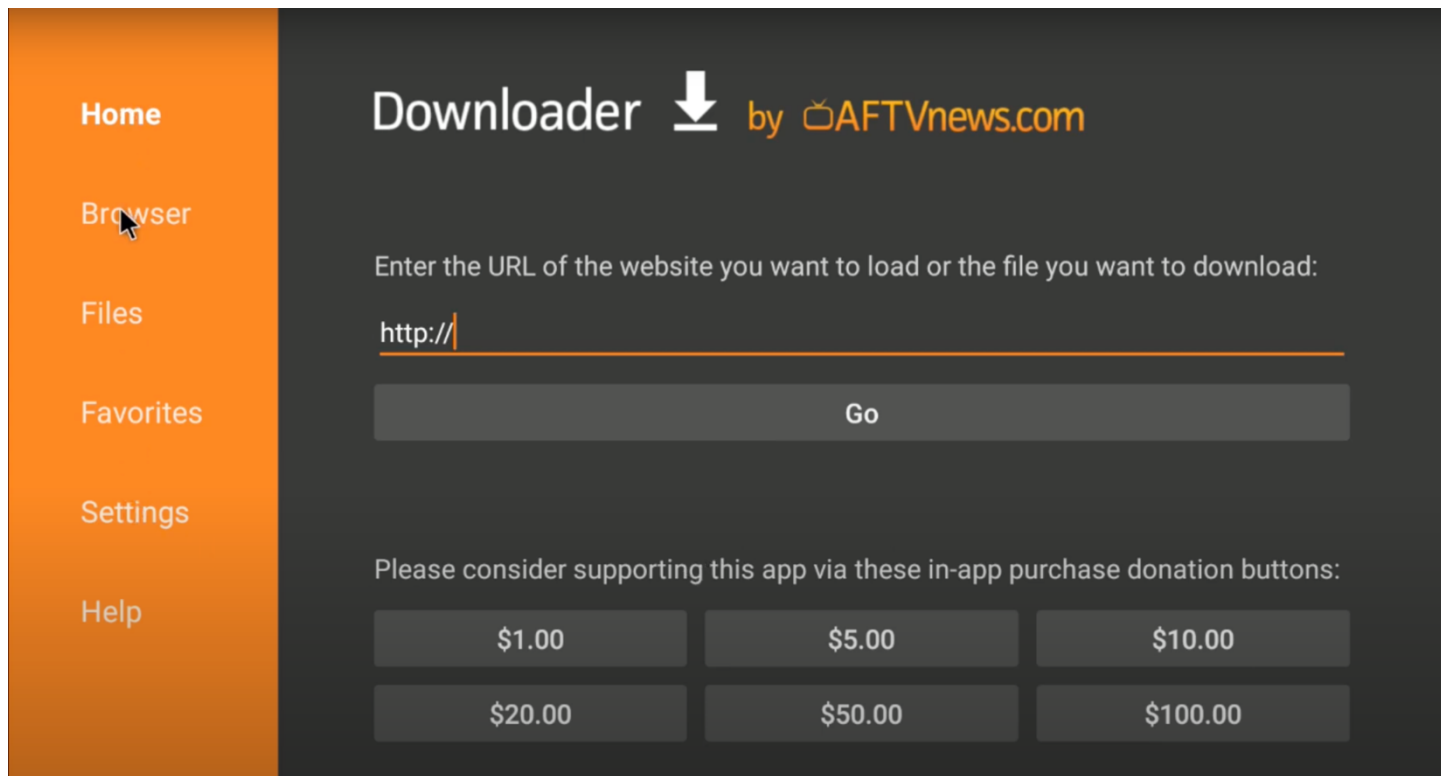 Home
Browser
Files
Favorites
Settings
Help
Downloader by AFTVnews.com
Enter the URL of the website you want to load or the file you want to download:
http://
Go
Please consider supporting this app via these in-app purchase donation buttons:
$1.00 $5.00 $10.00
$20.00 $50.00 $100.00